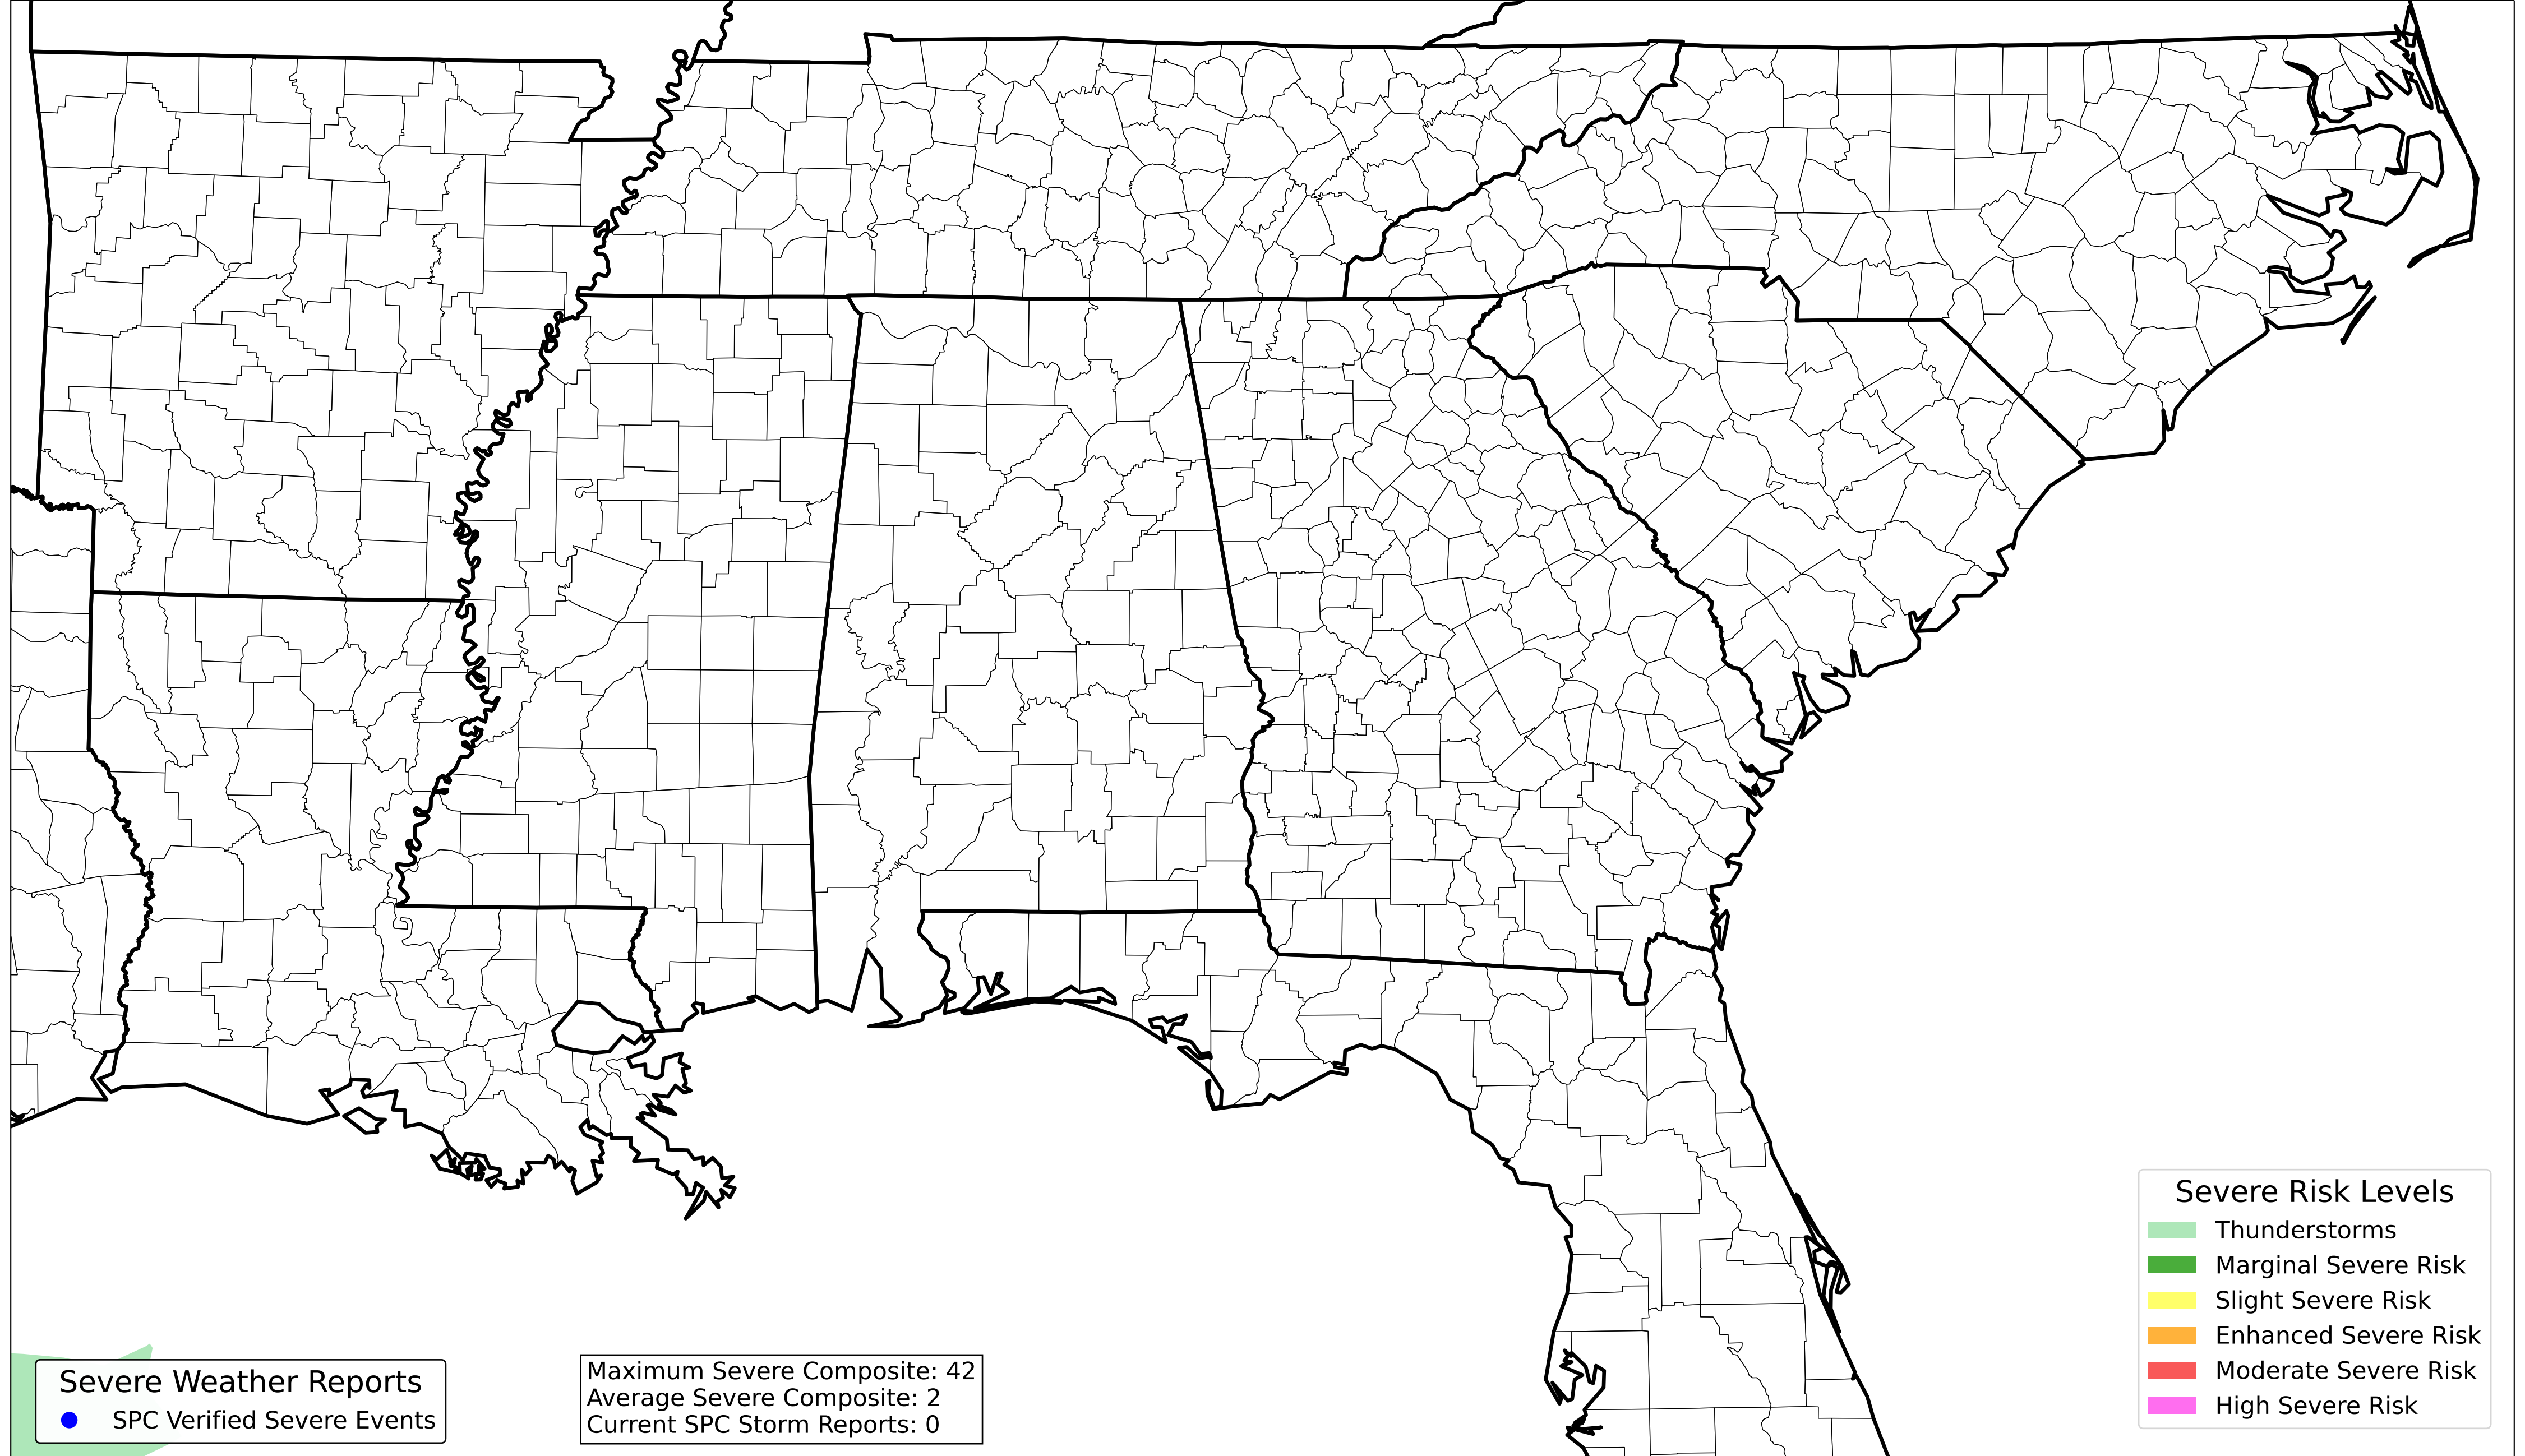 Severe Weather Reports
SPC Verified Severe Events
Maximum Severe Composite: 42
Average Severe Composite: 2
Current SPC Storm Reports: 0
Severe Risk Levels
Thunderstorms
Marginal Severe Risk
Slight Severe Risk
Enhanced Severe Risk
Moderate Severe Risk
High Severe Risk